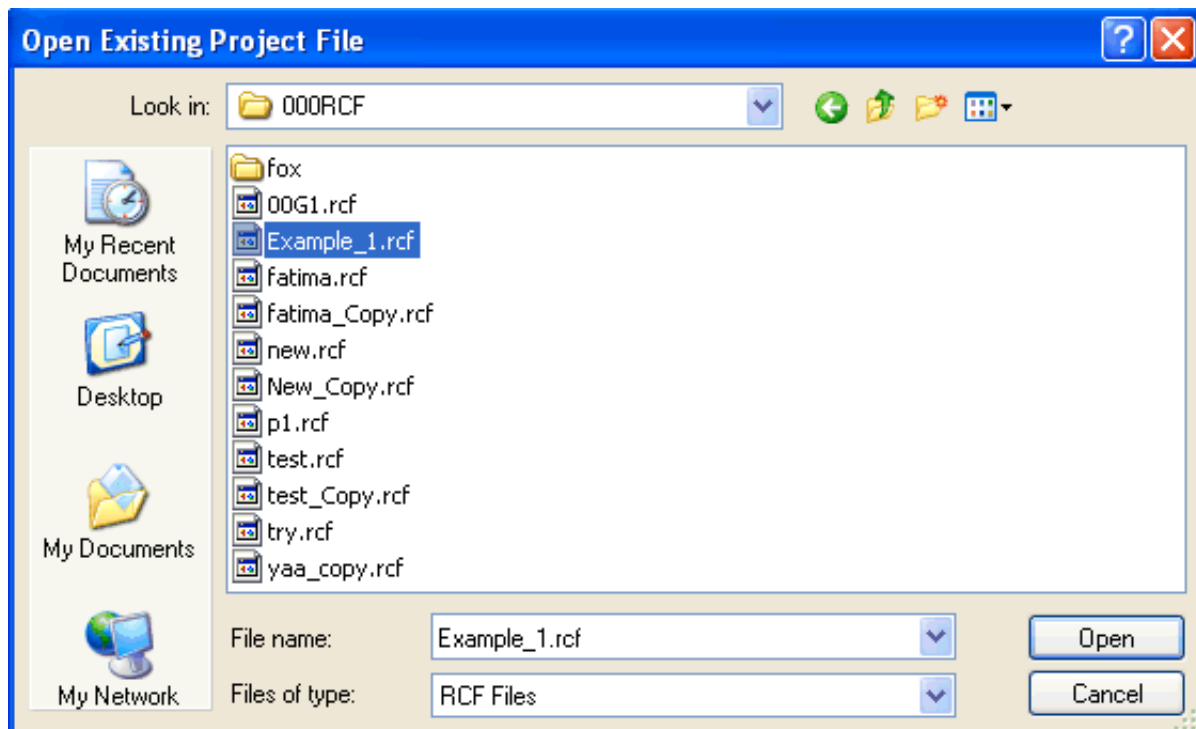 Open Existing Project File
Look in: 000RCF
fox
00G1.rcf
Example_1.rcf
fatima.rcf
fatima_Copy.rcf
new.rcf
New_Copy.rcf
p1.rcf
test.rcf
test_Copy.rcf
try.rcf
yaa_copy.rcf
My Recent
Documents
Desktop
My Documents
My Network
File name: Example_1.rcf Open
Files of type: RCF Files Cancel